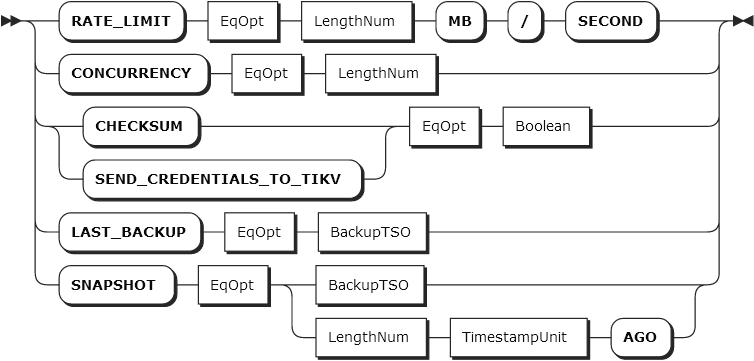 RATE_LIMIT EqOpt LengthNum MB / SECOND
CONCURRENCY EqOpt LengthNum
CHECKSUM EqOpt Boolean
SEND_CREDENTIALS_TO_TIKV
LAST_BACKUP EqOpt BackupTSO
SNAPSHOT EqOpt BackupTSO
LengthNum TimestampUnit AGO